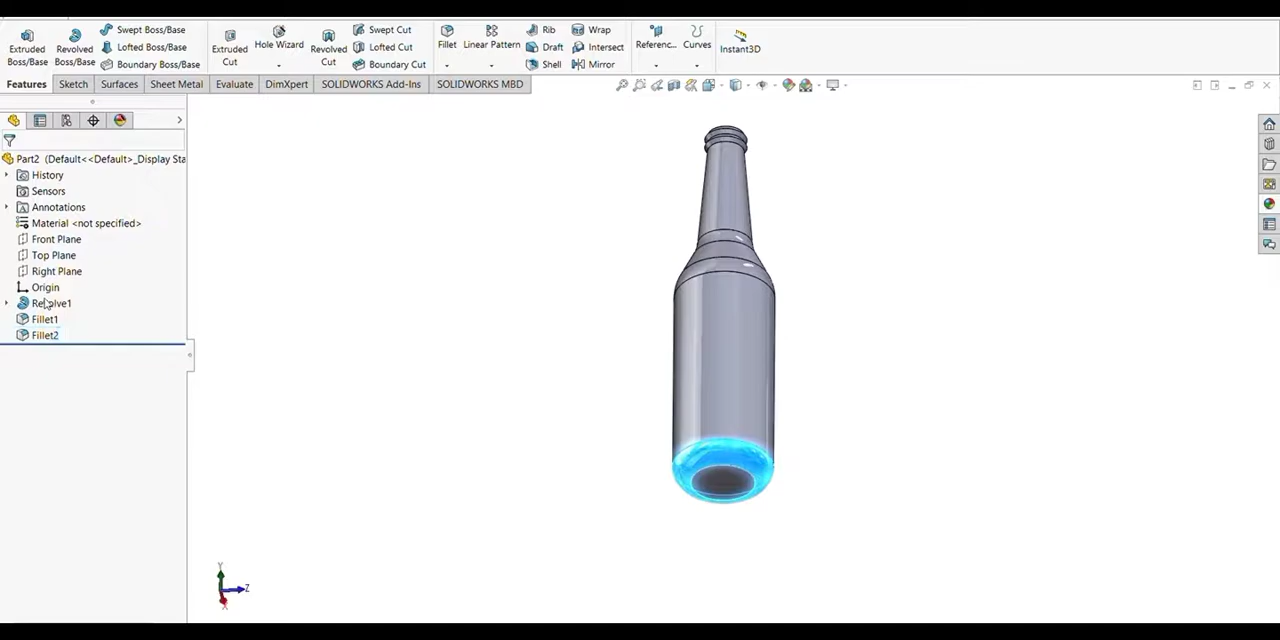 Extruded Boss/Base
Revolved Boss/Base
Swept Boss/Base
Lofted Boss/Base
Boundary Boss/Base
Extruded Cut
Hole Wizard
Revolved Cut
Swept Cut
Lofted Cut
Boundary Cut
Fillet
Linear Pattern
Rib
Draft
Shell
Wrap
Intersect
Mirror
Referenc...
Curves
Instant3D
Features
Sketch
Surfaces
Sheet Metal
Evaluate
DimXpert
SOLIDWORKS Add-Ins
SOLIDWORKS MBD
Part2 (Default<<Default>_Display Sta
History
Sensors
Annotations
Material <not specified>
Front Plane
Top Plane
Right Plane
Origin
Revolve1
Fillet1
Fillet2
Y
Z
X